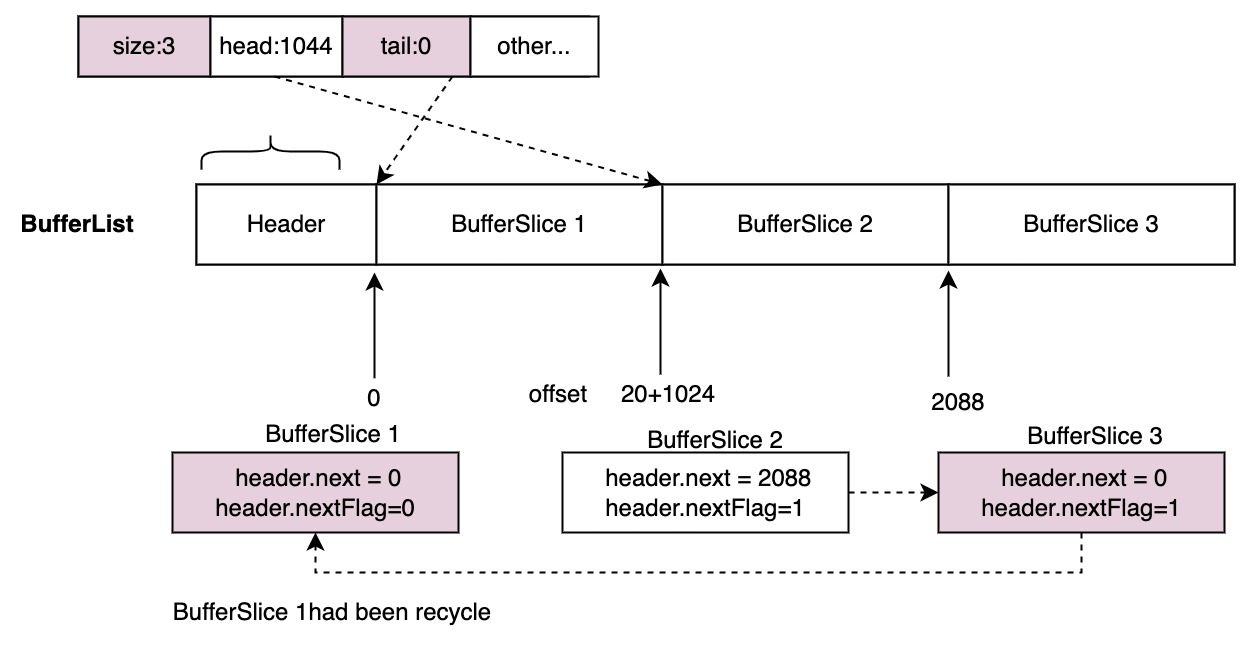 size:3 head:1044 tail:0 other...
BufferList Header BufferSlice 1 BufferSlice 2 BufferSlice 3
0 offset 20+1024 2088
BufferSlice 1 BufferSlice 2 BufferSlice 3
header.next = 0 header.next = 2088 header.next = 0
header.nextFlag=0 header.nextFlag=1 header.nextFlag=1
BufferSlice 1had been recycle